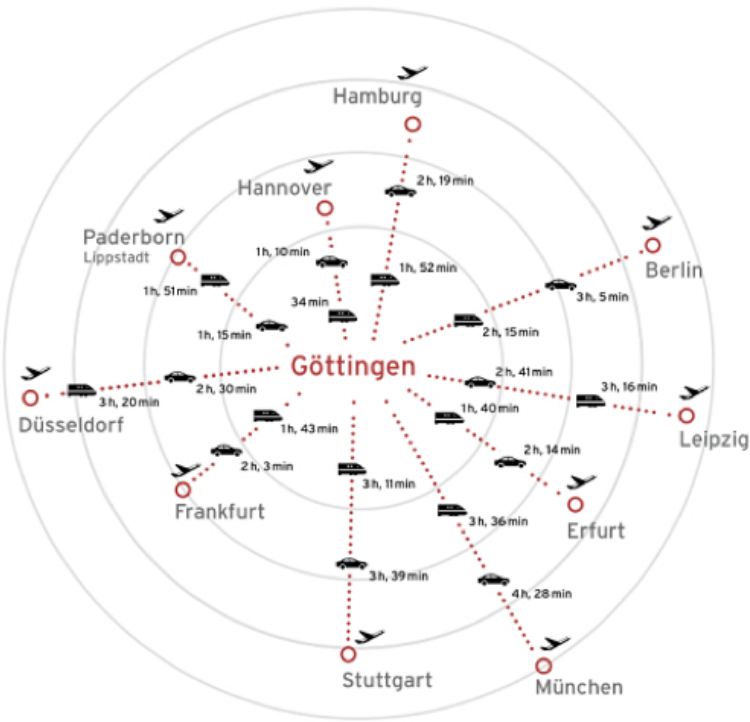 Hamburg
2 h, 19 min
Hannover
1 h, 10 min
1 h, 52 min
34 min
Paderborn
Lippstadt
1 h, 51 min
1 h, 15 min
Berlin
3 h, 5 min
2 h, 15 min
Göttingen
2 h, 41 min
3 h, 16 min
Leipzig
2 h, 30 min
3 h, 20 min
Düsseldorf
1 h, 43 min
2 h, 3 min
Frankfurt
1 h, 40 min
2 h, 14 min
Erfurt
3 h, 11 min
3 h, 39 min
Stuttgart
3 h, 36 min
4 h, 28 min
München